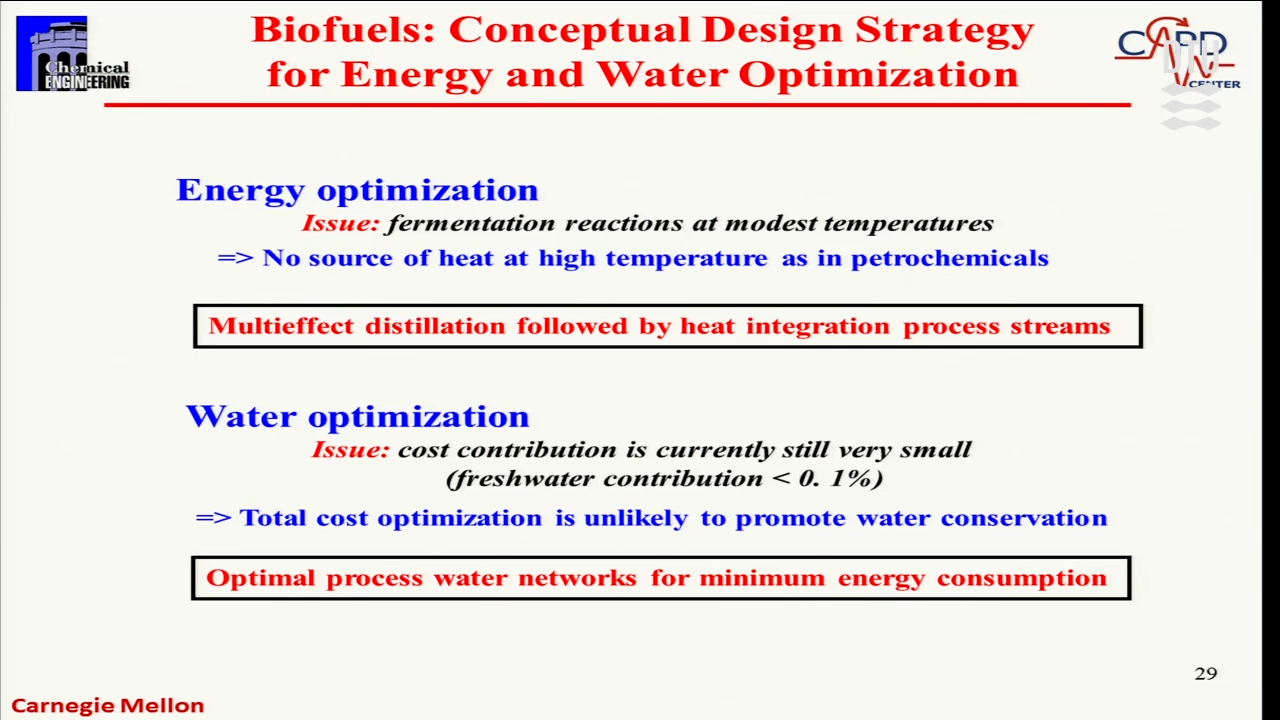 Biofuels: Conceptual Design Strategy
for Energy and Water Optimization
Chemical
ENGINEERING
CAPD
CENTER
Energy optimization
Issue: fermentation reactions at modest temperatures
=> No source of heat at high temperature as in petrochemicals
Multieffect distillation followed by heat integration process streams
Water optimization
Issue: cost contribution is currently still very small
(freshwater contribution < 0. 1%)
=> Total cost optimization is unlikely to promote water conservation
Optimal process water networks for minimum energy consumption
29
Carnegie Mellon